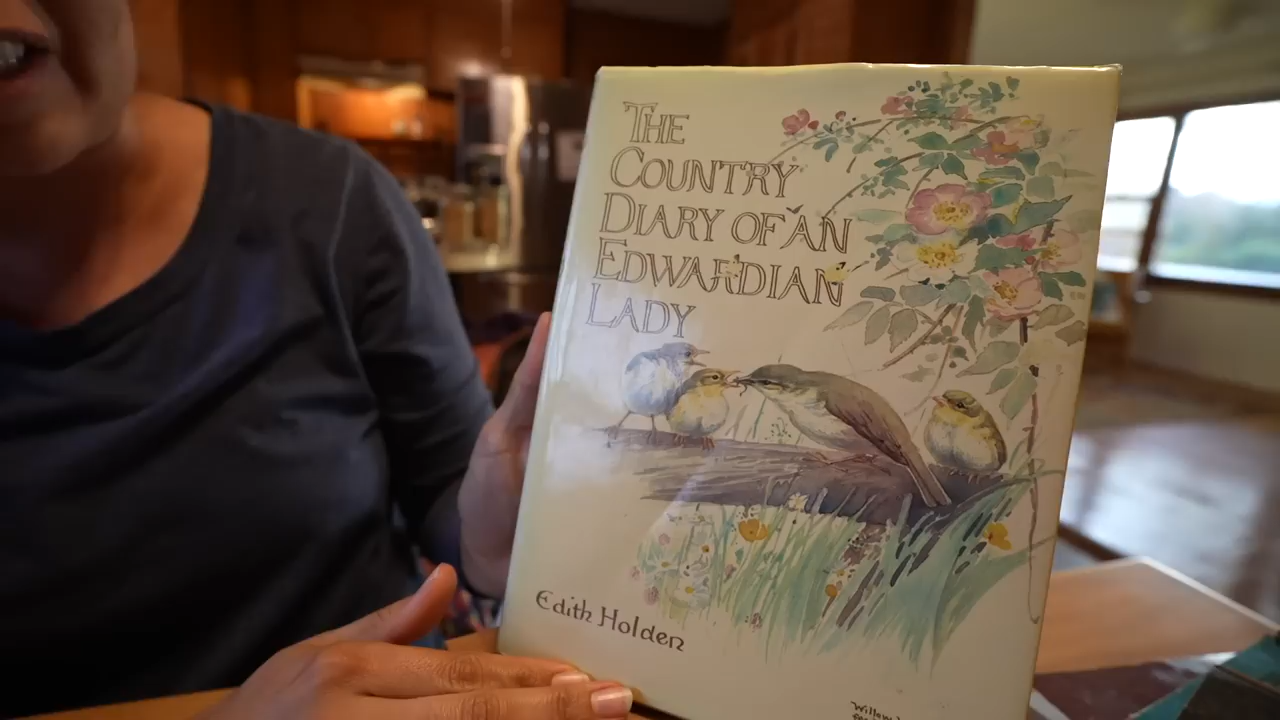 THE
COUNTRY
DIARY OF AN
EDWARDIAN
LADY
Edith Holden